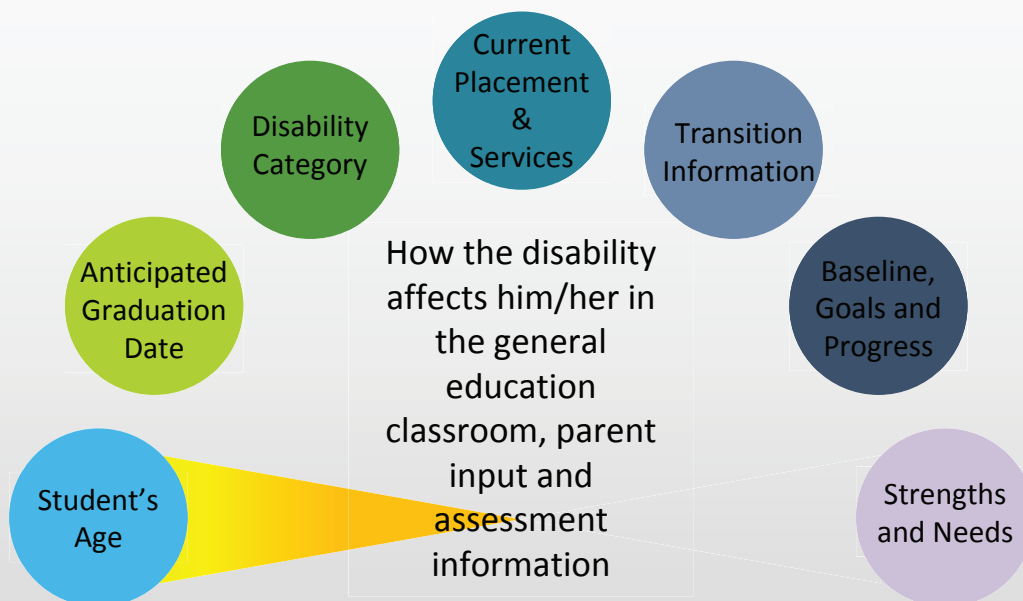 Student's
Age
Anticipated
Graduation
Date
Disability
Category
Current
Placement
&
Services
Transition
Information
Baseline,
Goals and
Progress
Strengths
and Needs
How the disability
affects him/her in
the general
education
classroom, parent
input and
assessment
information